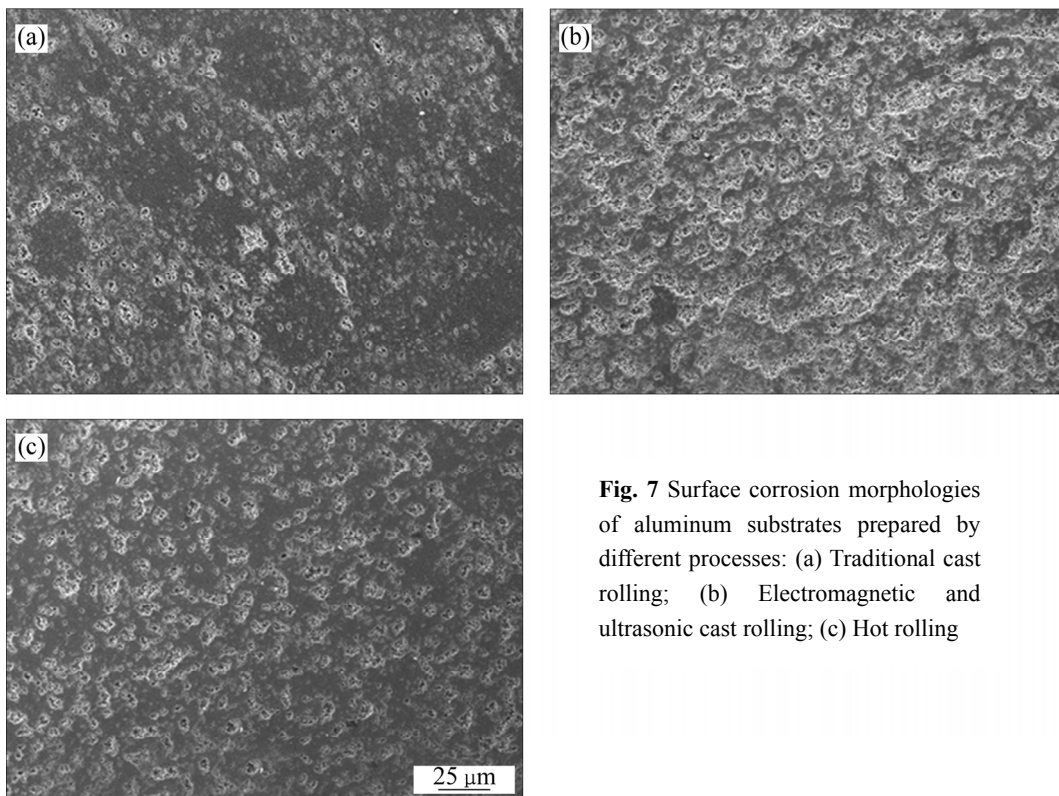 (a)
(b)
(c)
25 μm
Fig. 7 Surface corrosion morphologies
of aluminum substrates prepared by
different processes: (a) Traditional cast
rolling; (b) Electromagnetic and
ultrasonic cast rolling; (c) Hot rolling